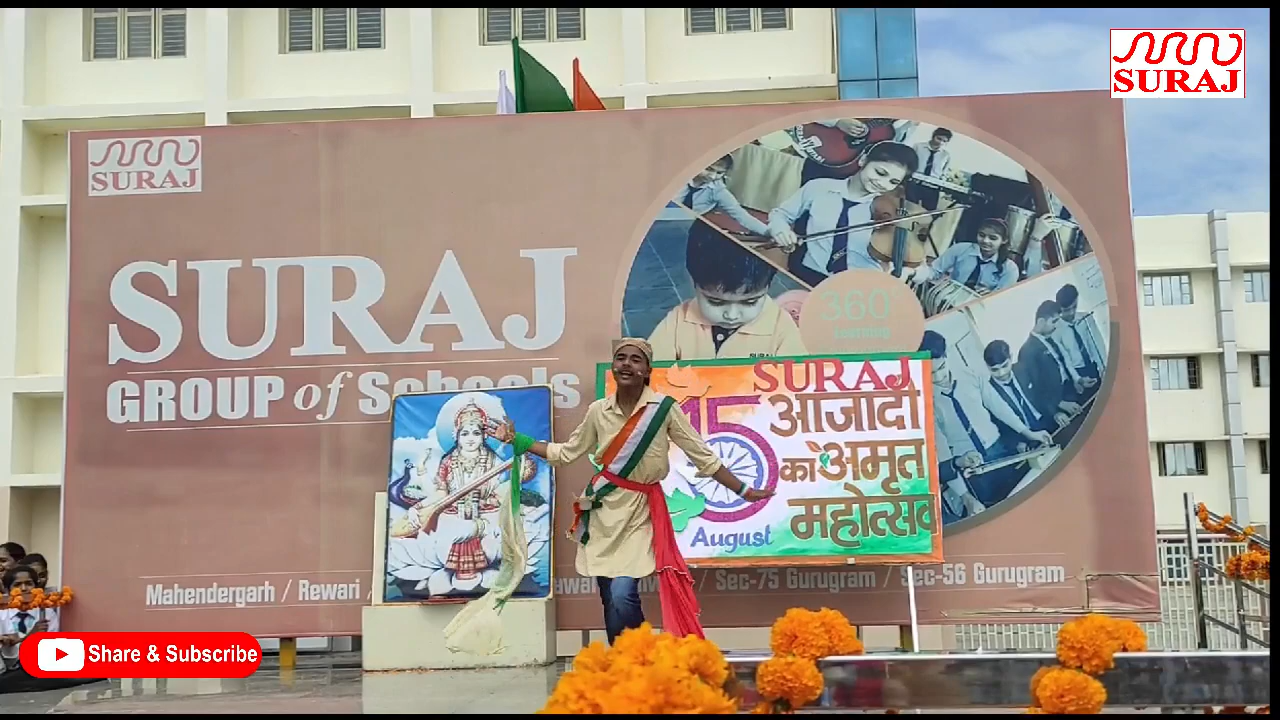 SURAJ
SURAJ
SURAJ
GROUP of Schools
360°
Learning
SURAJ
15
August
आजादी
का अमृत
महोत्सव
Mahendergarh / Rewari /
/ Sec-75 Gurugram / Sec-56 Gurugram
Share & Subscribe